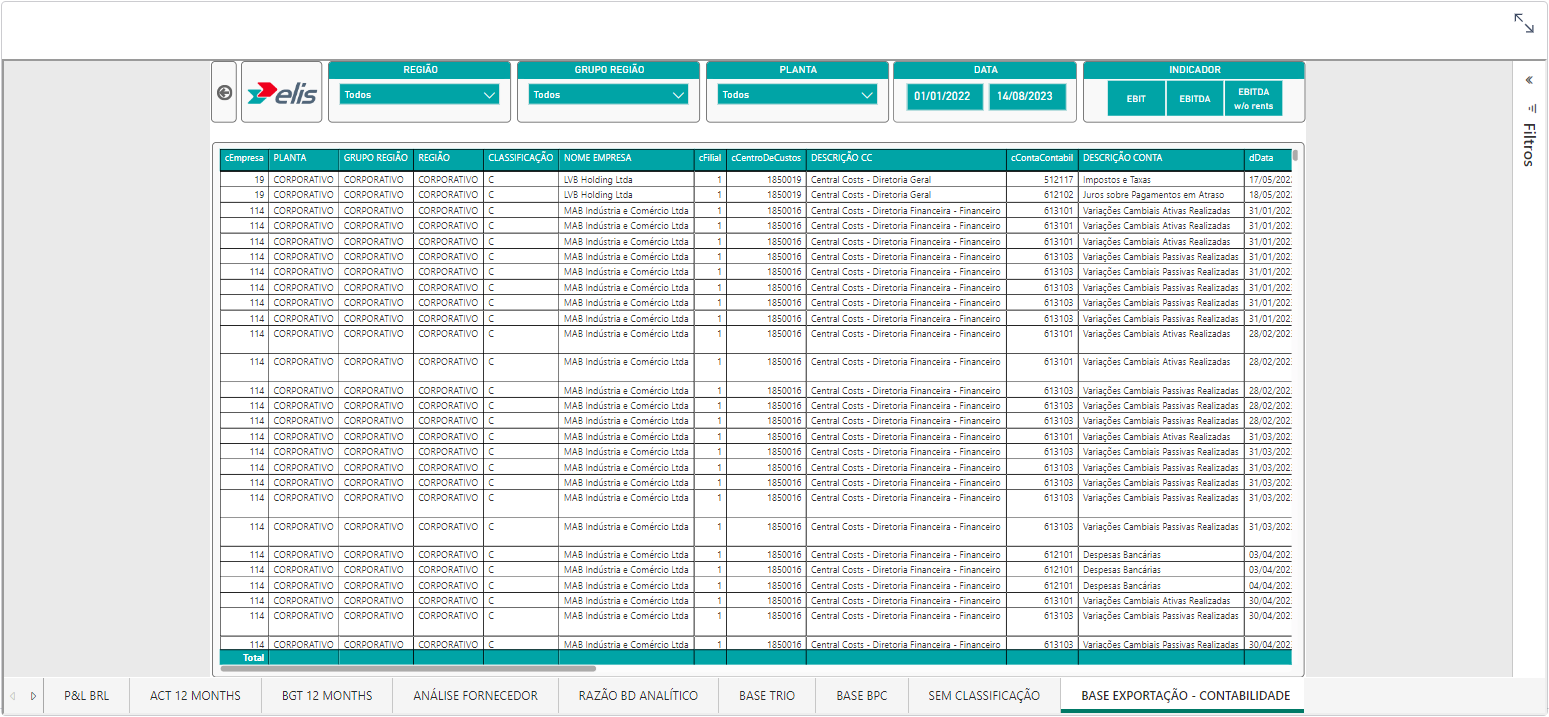 REGIÃO GRUPO REGIÃO PLANTA DATA INDICADOR
elis Todos Todos Todos 01/01/2022 14/08/2023 EBIT EBITDA EBITDA w/o rents
Filtros
cEmpresa PLANTA GRUPO REGIÃO REGIÃO CLASSIFICAÇÃO NOME EMPRESA cFilial cCentroDeCustos DESCRIÇÃO CC cContaContabil DESCRIÇÃO CONTA dData
19 CORPORATIVO CORPORATIVO CORPORATIVO C LVB Holding Ltda 1 1850019 Central Costs - Diretoria Geral 512117 Impostos e Taxas 17/05/202
19 CORPORATIVO CORPORATIVO CORPORATIVO C LVB Holding Ltda 1 1850019 Central Costs - Diretoria Geral 612102 Juros sobre Pagamentos em Atraso 18/05/202
114 CORPORATIVO CORPORATIVO CORPORATIVO C MAB Indústria e Comércio Ltda 1 1850016 Central Costs - Diretoria Financeira - Financeiro 613101 Variações Cambiais Ativas Realizadas 31/01/202
114 CORPORATIVO CORPORATIVO CORPORATIVO C MAB Indústria e Comércio Ltda 1 1850016 Central Costs - Diretoria Financeira - Financeiro 613101 Variações Cambiais Ativas Realizadas 31/01/202
114 CORPORATIVO CORPORATIVO CORPORATIVO C MAB Indústria e Comércio Ltda 1 1850016 Central Costs - Diretoria Financeira - Financeiro 613101 Variações Cambiais Ativas Realizadas 31/01/202
114 CORPORATIVO CORPORATIVO CORPORATIVO C MAB Indústria e Comércio Ltda 1 1850016 Central Costs - Diretoria Financeira - Financeiro 613103 Variações Cambiais Passivas Realizadas 31/01/202
114 CORPORATIVO CORPORATIVO CORPORATIVO C MAB Indústria e Comércio Ltda 1 1850016 Central Costs - Diretoria Financeira - Financeiro 613103 Variações Cambiais Passivas Realizadas 31/01/202
114 CORPORATIVO CORPORATIVO CORPORATIVO C MAB Indústria e Comércio Ltda 1 1850016 Central Costs - Diretoria Financeira - Financeiro 613103 Variações Cambiais Passivas Realizadas 31/01/202
114 CORPORATIVO CORPORATIVO CORPORATIVO C MAB Indústria e Comércio Ltda 1 1850016 Central Costs - Diretoria Financeira - Financeiro 613103 Variações Cambiais Passivas Realizadas 31/01/202
114 CORPORATIVO CORPORATIVO CORPORATIVO C MAB Indústria e Comércio Ltda 1 1850016 Central Costs - Diretoria Financeira - Financeiro 613103 Variações Cambiais Passivas Realizadas 31/01/202
114 CORPORATIVO CORPORATIVO CORPORATIVO C MAB Indústria e Comércio Ltda 1 1850016 Central Costs - Diretoria Financeira - Financeiro 613101 Variações Cambiais Ativas Realizadas 28/02/202
114 CORPORATIVO CORPORATIVO CORPORATIVO C MAB Indústria e Comércio Ltda 1 1850016 Central Costs - Diretoria Financeira - Financeiro 613101 Variações Cambiais Ativas Realizadas 28/02/202
114 CORPORATIVO CORPORATIVO CORPORATIVO C MAB Indústria e Comércio Ltda 1 1850016 Central Costs - Diretoria Financeira - Financeiro 613103 Variações Cambiais Passivas Realizadas 28/02/202
114 CORPORATIVO CORPORATIVO CORPORATIVO C MAB Indústria e Comércio Ltda 1 1850016 Central Costs - Diretoria Financeira - Financeiro 613103 Variações Cambiais Passivas Realizadas 28/02/202
114 CORPORATIVO CORPORATIVO CORPORATIVO C MAB Indústria e Comércio Ltda 1 1850016 Central Costs - Diretoria Financeira - Financeiro 613103 Variações Cambiais Passivas Realizadas 28/02/202
114 CORPORATIVO CORPORATIVO CORPORATIVO C MAB Indústria e Comércio Ltda 1 1850016 Central Costs - Diretoria Financeira - Financeiro 613101 Variações Cambiais Ativas Realizadas 31/03/202
114 CORPORATIVO CORPORATIVO CORPORATIVO C MAB Indústria e Comércio Ltda 1 1850016 Central Costs - Diretoria Financeira - Financeiro 613103 Variações Cambiais Passivas Realizadas 31/03/202
114 CORPORATIVO CORPORATIVO CORPORATIVO C MAB Indústria e Comércio Ltda 1 1850016 Central Costs - Diretoria Financeira - Financeiro 613103 Variações Cambiais Passivas Realizadas 31/03/202
114 CORPORATIVO CORPORATIVO CORPORATIVO C MAB Indústria e Comércio Ltda 1 1850016 Central Costs - Diretoria Financeira - Financeiro 613103 Variações Cambiais Passivas Realizadas 31/03/202
114 CORPORATIVO CORPORATIVO CORPORATIVO C MAB Indústria e Comércio Ltda 1 1850016 Central Costs - Diretoria Financeira - Financeiro 613103 Variações Cambiais Passivas Realizadas 31/03/202
114 CORPORATIVO CORPORATIVO CORPORATIVO C MAB Indústria e Comércio Ltda 1 1850016 Central Costs - Diretoria Financeira - Financeiro 613103 Variações Cambiais Passivas Realizadas 31/03/202
114 CORPORATIVO CORPORATIVO CORPORATIVO C MAB Indústria e Comércio Ltda 1 1850016 Central Costs - Diretoria Financeira - Financeiro 612101 Despesas Bancárias 03/04/202
114 CORPORATIVO CORPORATIVO CORPORATIVO C MAB Indústria e Comércio Ltda 1 1850016 Central Costs - Diretoria Financeira - Financeiro 612101 Despesas Bancárias 03/04/202
114 CORPORATIVO CORPORATIVO CORPORATIVO C MAB Indústria e Comércio Ltda 1 1850016 Central Costs - Diretoria Financeira - Financeiro 612101 Despesas Bancárias 04/04/202
114 CORPORATIVO CORPORATIVO CORPORATIVO C MAB Indústria e Comércio Ltda 1 1850016 Central Costs - Diretoria Financeira - Financeiro 613101 Variações Cambiais Ativas Realizadas 30/04/202
114 CORPORATIVO CORPORATIVO CORPORATIVO C MAB Indústria e Comércio Ltda 1 1850016 Central Costs - Diretoria Financeira - Financeiro 613103 Variações Cambiais Passivas Realizadas 30/04/202
114 CORPORATIVO CORPORATIVO CORPORATIVO C MAB Indústria e Comércio Ltda 1 1850016 Central Costs - Diretoria Financeira - Financeiro 613103 Variações Cambiais Passivas Realizadas 30/04/202
Total
P&L BRL ACT 12 MONTHS BGT 12 MONTHS ANÁLISE FORNECEDOR RAZÃO BD ANALÍTICO BASE TRIO BASE BPC SEM CLASSIFICAÇÃO BASE EXPORTAÇÃO - CONTABILIDADE